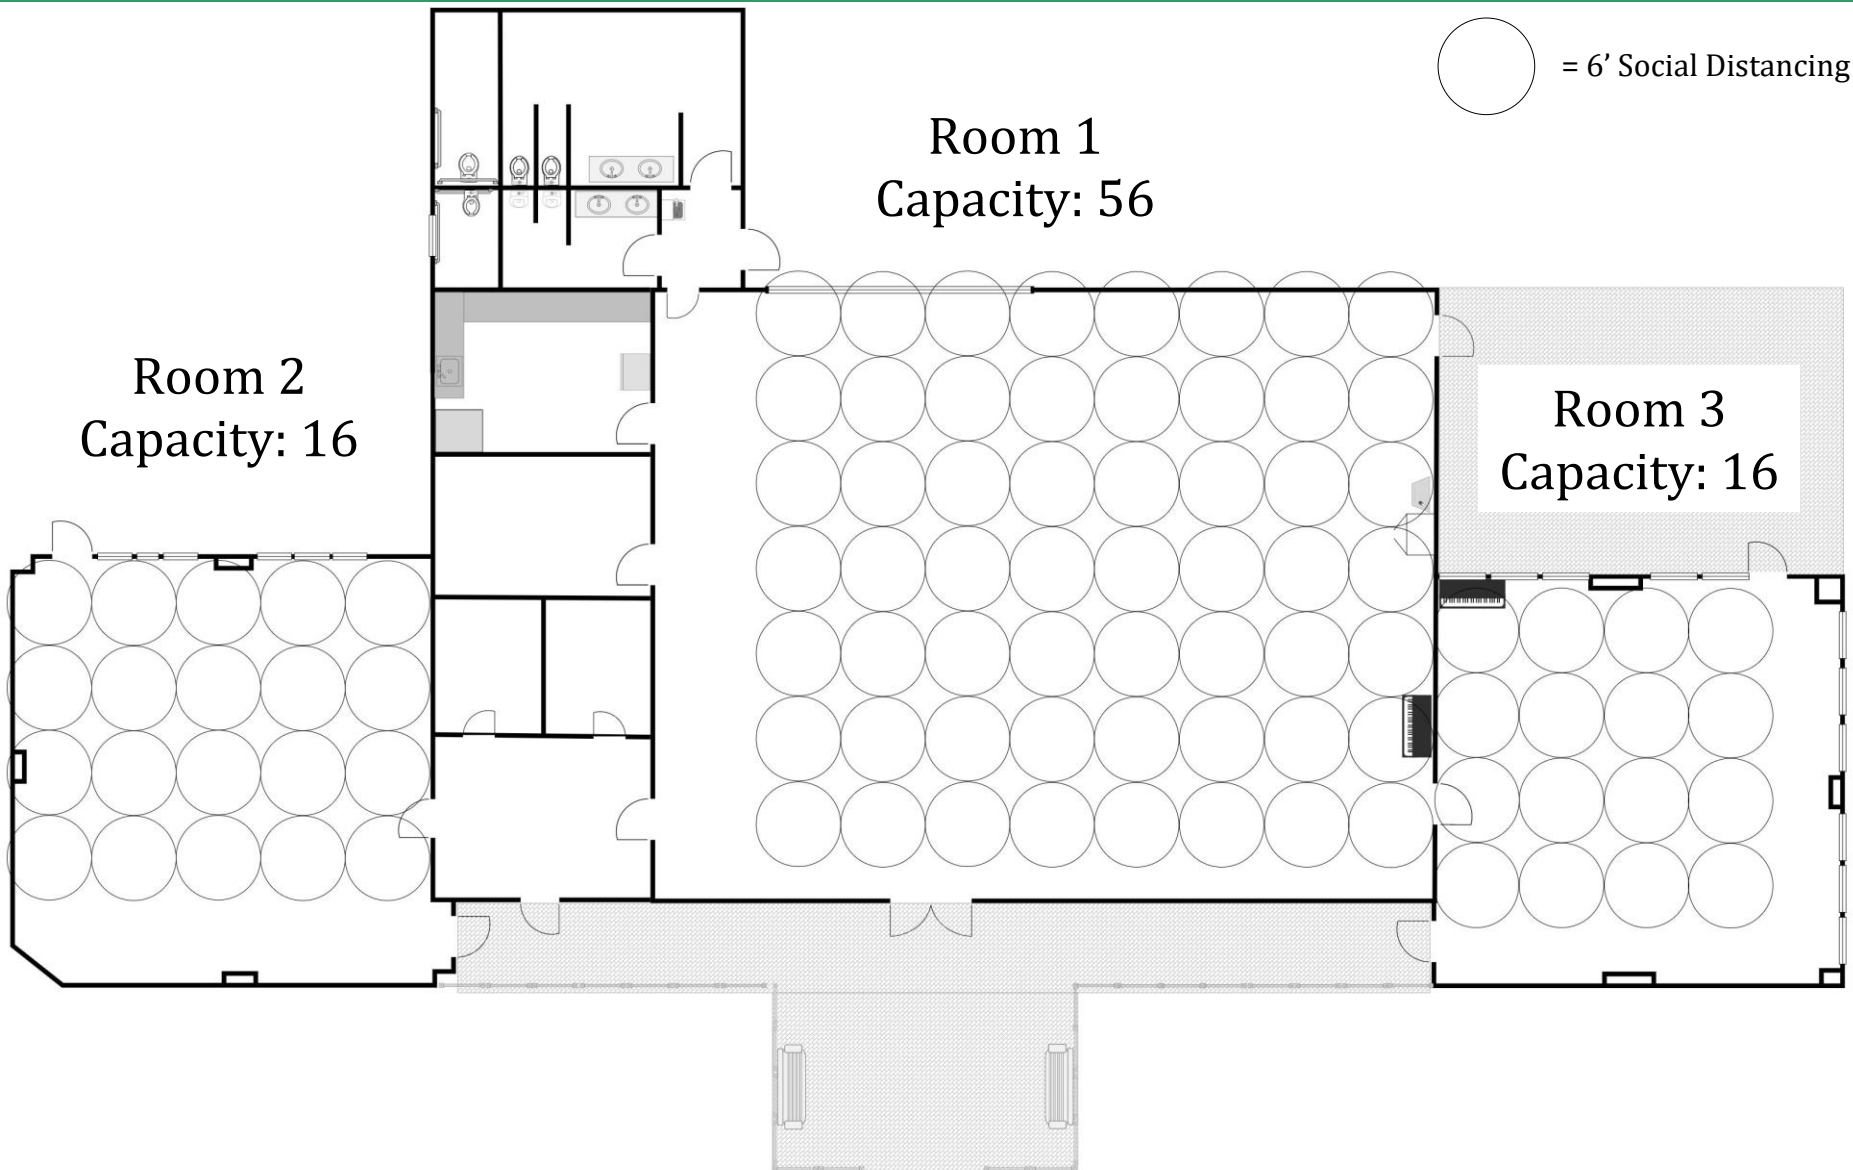 = 6’ Social Distancing
Room 1
Capacity: 56
Room 2
Capacity: 16
Room 3
Capacity: 16